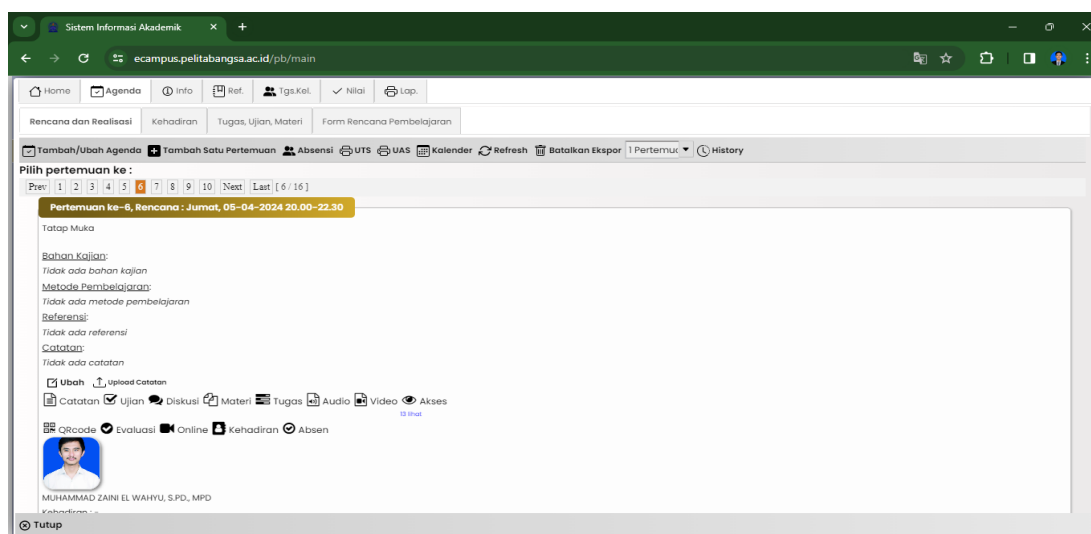 Sistem Informasi Akademik
ecampus.pelitabangsa.ac.id/pb/main
Home Agenda Info Ref. Tgs.Kel. Nilai Lap.
Rencana dan Realisasi Kehadiran Tugas, Ujian, Materi Form Rencana Pembelajaran
Tambah/Ubah Agenda Tambah Satu Pertemuan Absensi UTS UAS Kalender Refresh Batalkan Ekspor 1 Pertemua History
Pilih pertemuan ke :
Prev 1 2 3 4 5 6 7 8 9 10 Next Last [ 6 / 16 ]
Pertemuan ke-6, Rencana : Jumat, 05-04-2024 20.00-22.30
Tatap Muka
Bahan Kajian:
Tidak ada bahan kajian
Metode Pembelajaran:
Tidak ada metode pembelajaran
Referensi:
Tidak ada referensi
Catatan:
Tidak ada catatan
Ubah Upload Catatan
Catatan Ujian Diskusi Materi Tugas Audio Video Akses
13 lihat
QRcode Evaluasi Online Kehadiran Absen
MUHAMMAD ZAINI EL WAHYU, S.PD., MPD
Kehadiran : -
Tutup